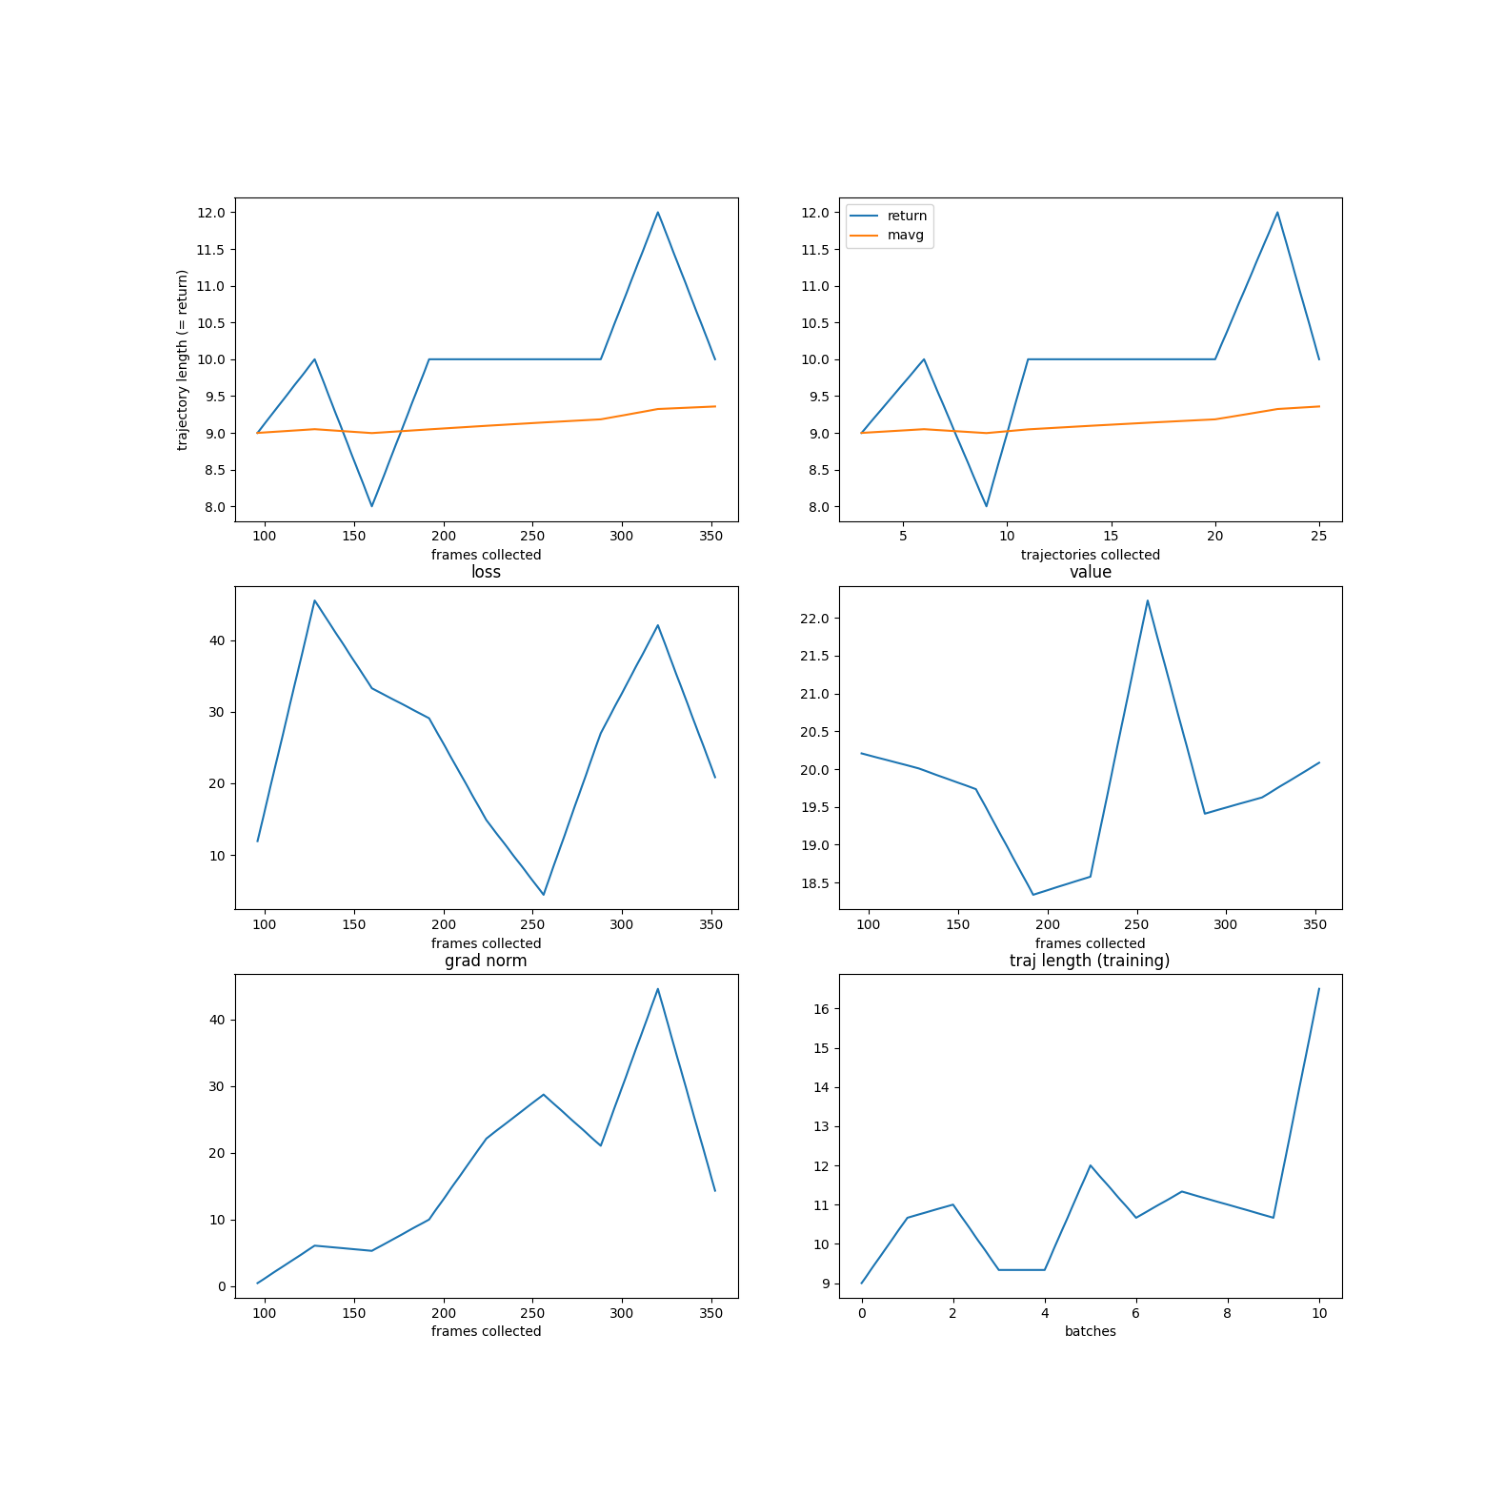 12.0
11.5
11.0
10.5
10.0
9.5
9.0
8.5
8.0
trajectory length (= return)
100 150 200 250 300 350
frames collected
return
mavg
12.0
11.5
11.0
10.5
10.0
9.5
9.0
8.5
8.0
5 10 15 20 25
trajectories collected
loss
40
30
20
10
100 150 200 250 300 350
frames collected
value
22.0
21.5
21.0
20.5
20.0
19.5
19.0
18.5
100 150 200 250 300 350
frames collected
grad norm
40
30
20
10
0
100 150 200 250 300 350
frames collected
traj length (training)
16
15
14
13
12
11
10
9
0 2 4 6 8 10
batches